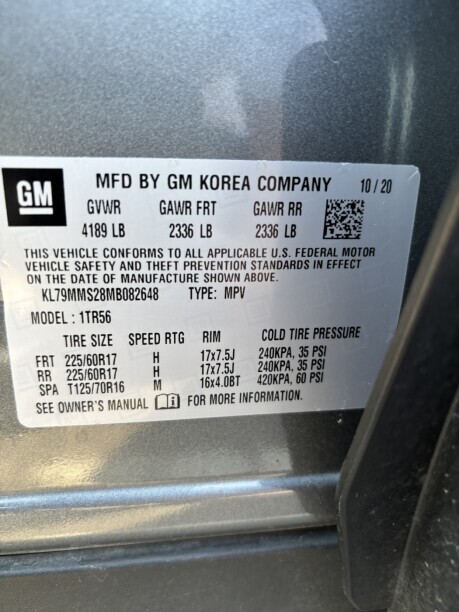 GM MFD BY GM KOREA COMPANY 10/20
GVWR GAWR FRT GAWR RR
4189 LB 2336 LB 2336 LB
THIS VEHICLE CONFORMS TO ALL APPLICABLE U.S. FEDERAL MOTOR
VEHICLE SAFETY AND THEFT PREVENTION STANDARDS IN EFFECT
ON THE DATE OF MANUFACTURE SHOWN ABOVE.
KL79MMS28MB082648 TYPE: MPV
MODEL: 1TR56
TIRE SIZE SPEED RTG RIM COLD TIRE PRESSURE
FRT 225/60R17 H 17x7.5J 240KPA, 35 PSI
RR 225/60R17 H 17x7.5J 240KPA, 35 PSI
SPA T125/70R16 M 16x4.0BT 420KPA, 60 PSI
SEE OWNER'S MANUAL FOR MORE INFORMATION.